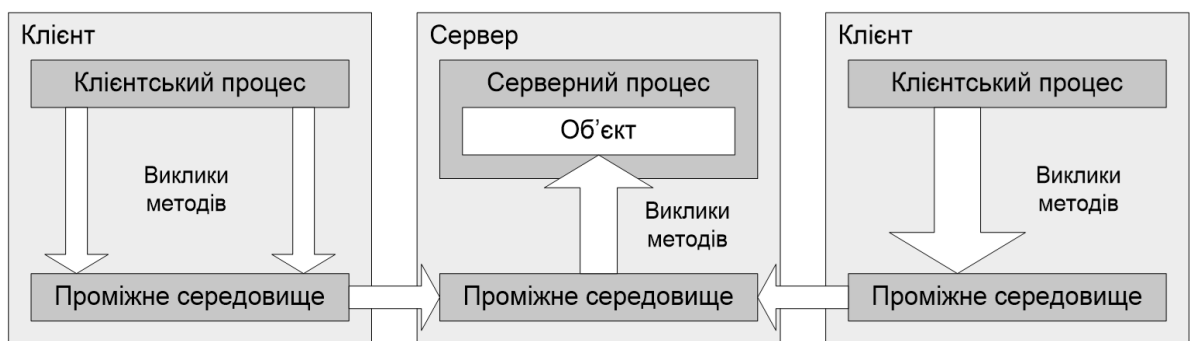 Клієнт
Клієнтський процес
Виклики
методів
Проміжне середовище
Сервер
Серверний процес
Об’єкт
Виклики
методів
Проміжне середовище
Клієнт
Клієнтський процес
Виклики
методів
Проміжне середовище